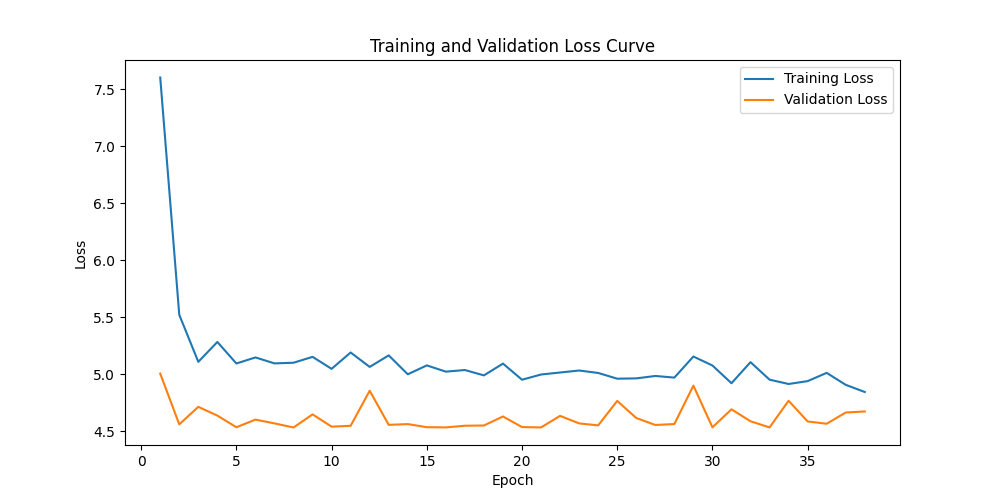 Training and Validation Loss Curve
Training Loss
Validation Loss
7.5
7.0
6.5
6.0
5.5
5.0
4.5
Loss
0 5 10 15 20 25 30 35
Epoch